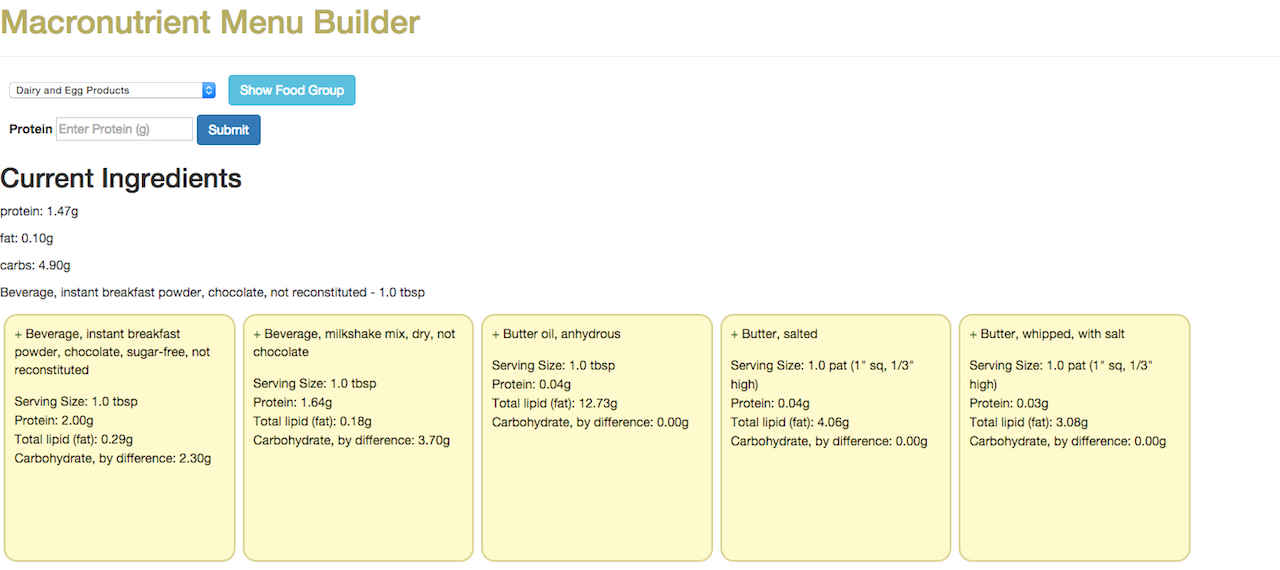 Macronutrient Menu Builder
Dairy and Egg Products
Show Food Group
Protein Enter Protein (g) Submit
Current Ingredients
protein: 1.47g
fat: 0.10g
carbs: 4.90g
Beverage, instant breakfast powder, chocolate, not reconstituted - 1.0 tbsp
+ Beverage, instant breakfast
powder, chocolate, sugar-free, not
reconstituted
Serving Size: 1.0 tbsp
Protein: 2.00g
Total lipid (fat): 0.29g
Carbohydrate, by difference: 2.30g
+ Beverage, milkshake mix, dry, not
chocolate
Serving Size: 1.0 tbsp
Protein: 1.64g
Total lipid (fat): 0.18g
Carbohydrate, by difference: 3.70g
+ Butter oil, anhydrous
Serving Size: 1.0 tbsp
Protein: 0.04g
Total lipid (fat): 12.73g
Carbohydrate, by difference: 0.00g
+ Butter, salted
Serving Size: 1.0 pat (1" sq, 1/3"
high)
Protein: 0.04g
Total lipid (fat): 4.06g
Carbohydrate, by difference: 0.00g
+ Butter, whipped, with salt
Serving Size: 1.0 pat (1" sq, 1/3"
high)
Protein: 0.03g
Total lipid (fat): 3.08g
Carbohydrate, by difference: 0.00g